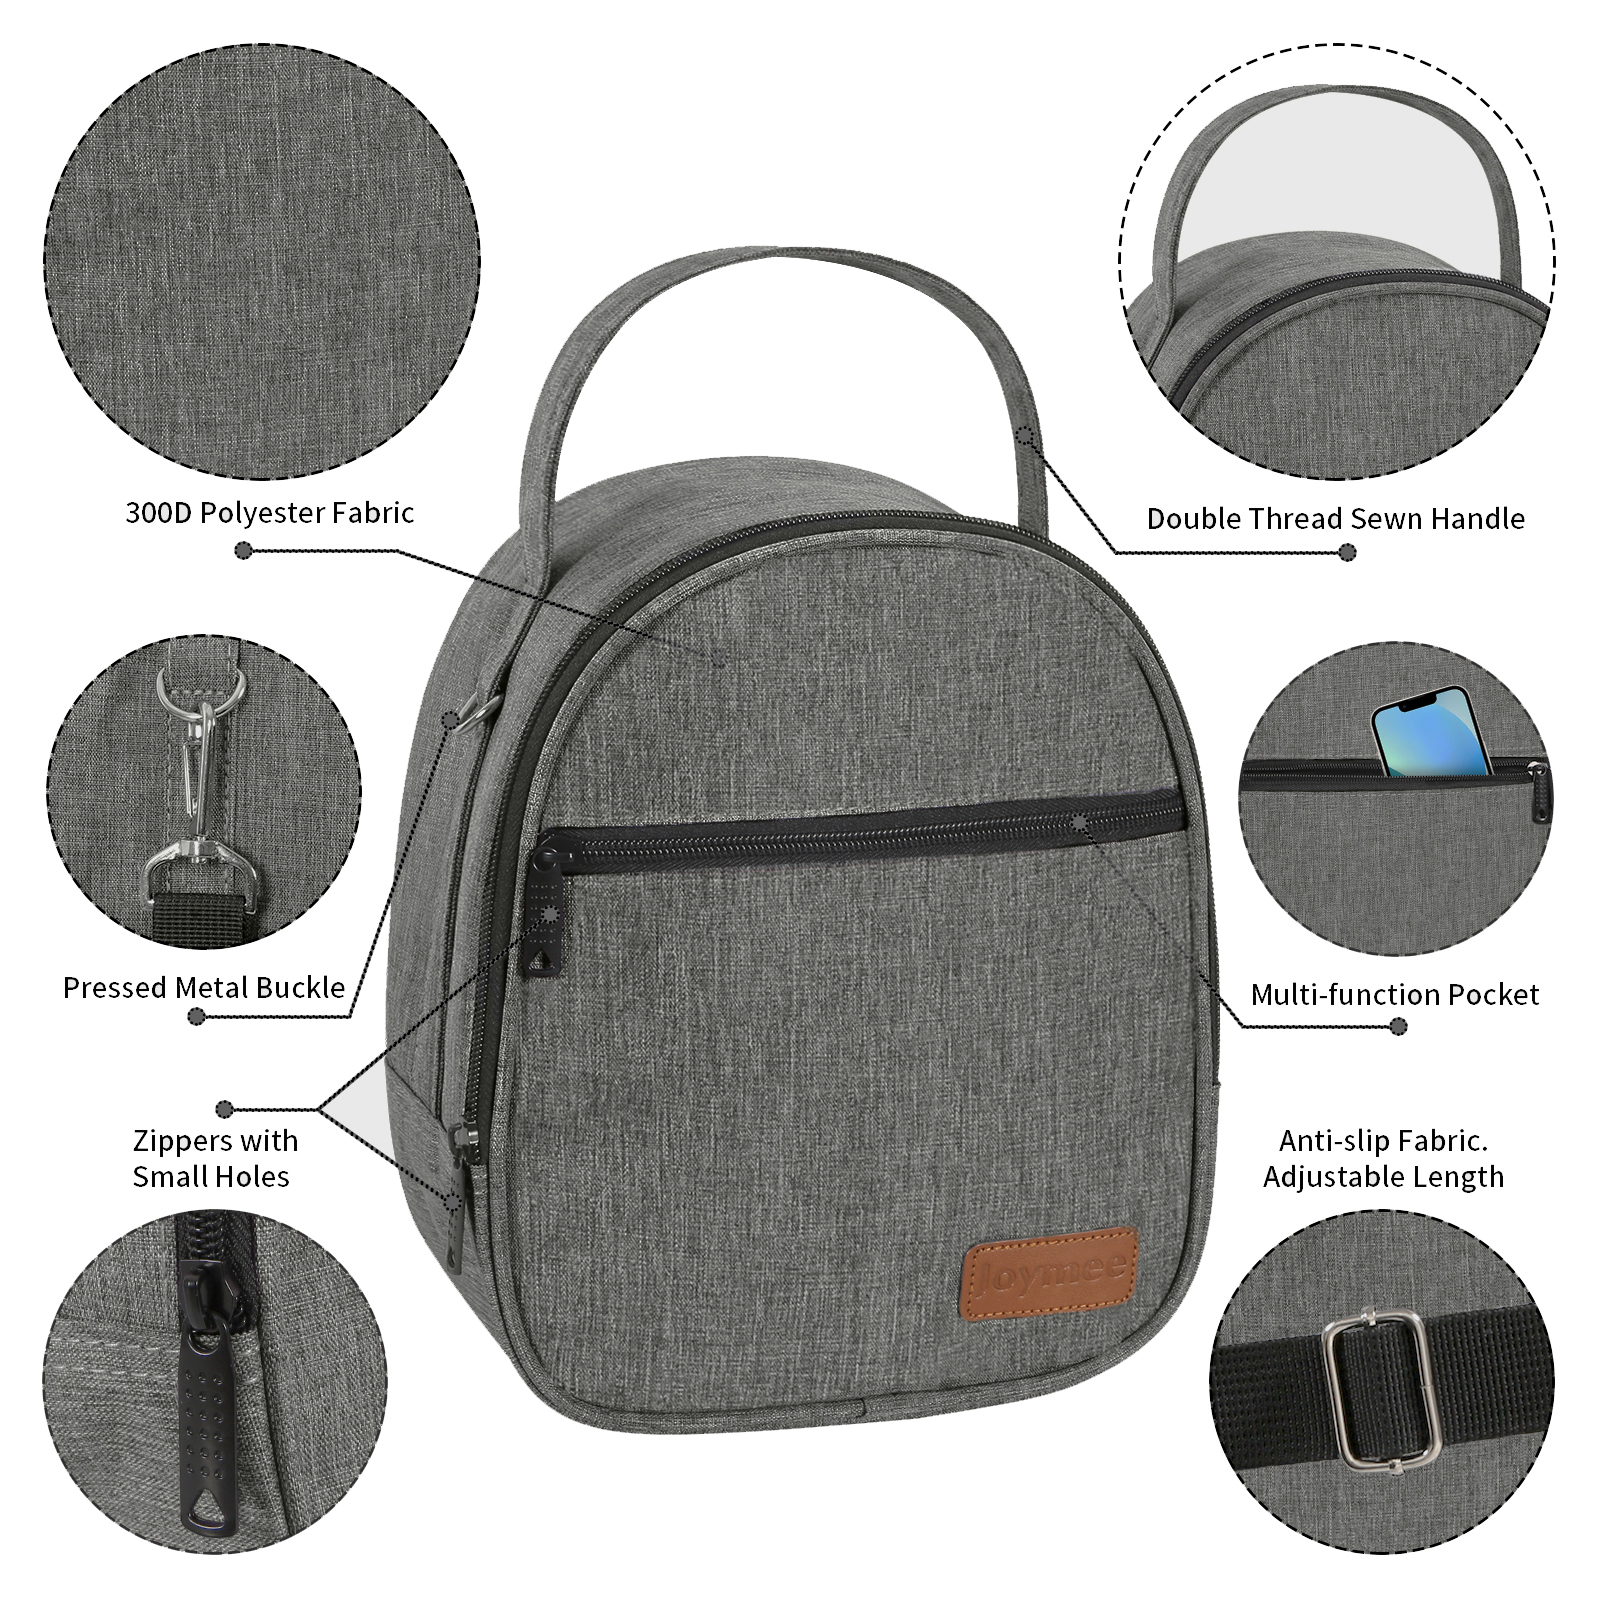 300D Polyester Fabric
Double Thread Sewn Handle
Pressed Metal Buckle
Multi-function Pocket
Zippers with
Small Holes
Anti-slip Fabric.
Adjustable Length
Joymee